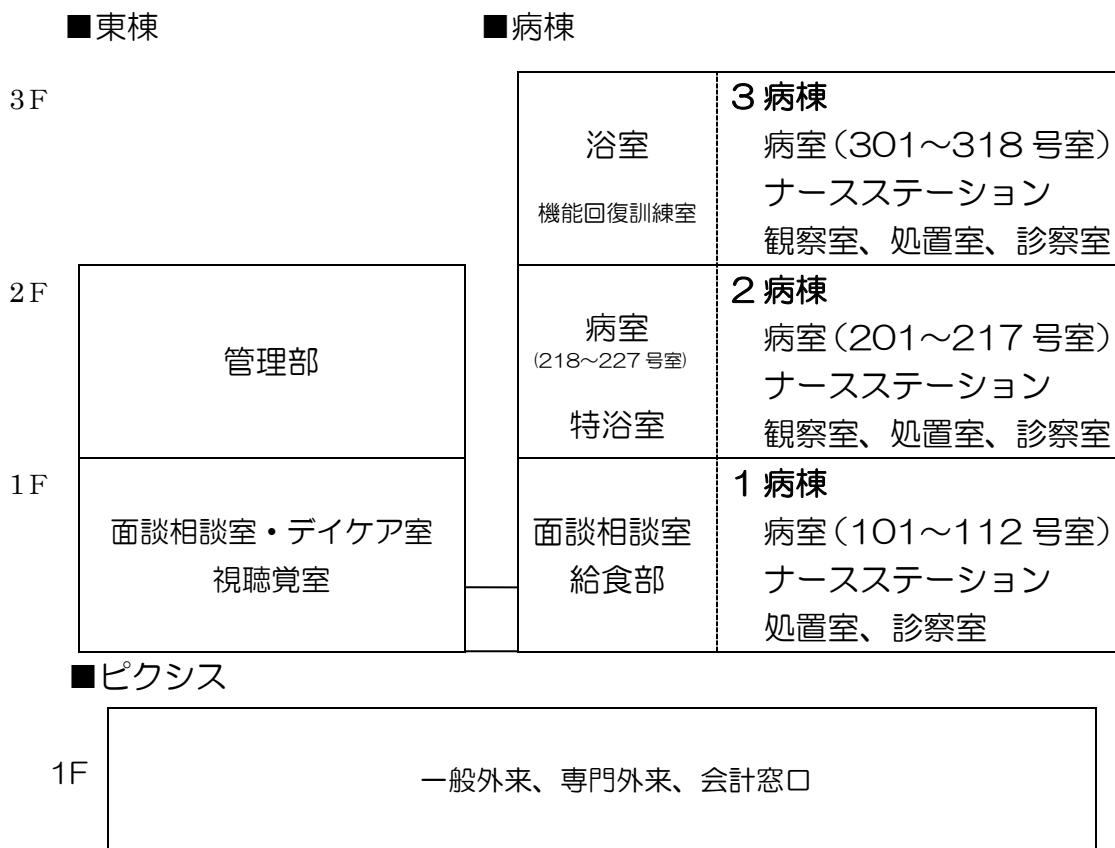 ■東棟
■病棟
3F
浴室
機能回復訓練室
3病棟
病室(301～318号室)
ナースステーション
観察室、処置室、診察室
2F
管理部
病室
(218～227号室)
特浴室
2病棟
病室(201～217号室)
ナースステーション
観察室、処置室、診察室
1F
面談相談室・デイケア室
視聴覚室
面談相談室
給食部
1病棟
病室(101～112号室)
ナースステーション
処置室、診察室
■ピクシス
1F
一般外来、専門外来、会計窓口